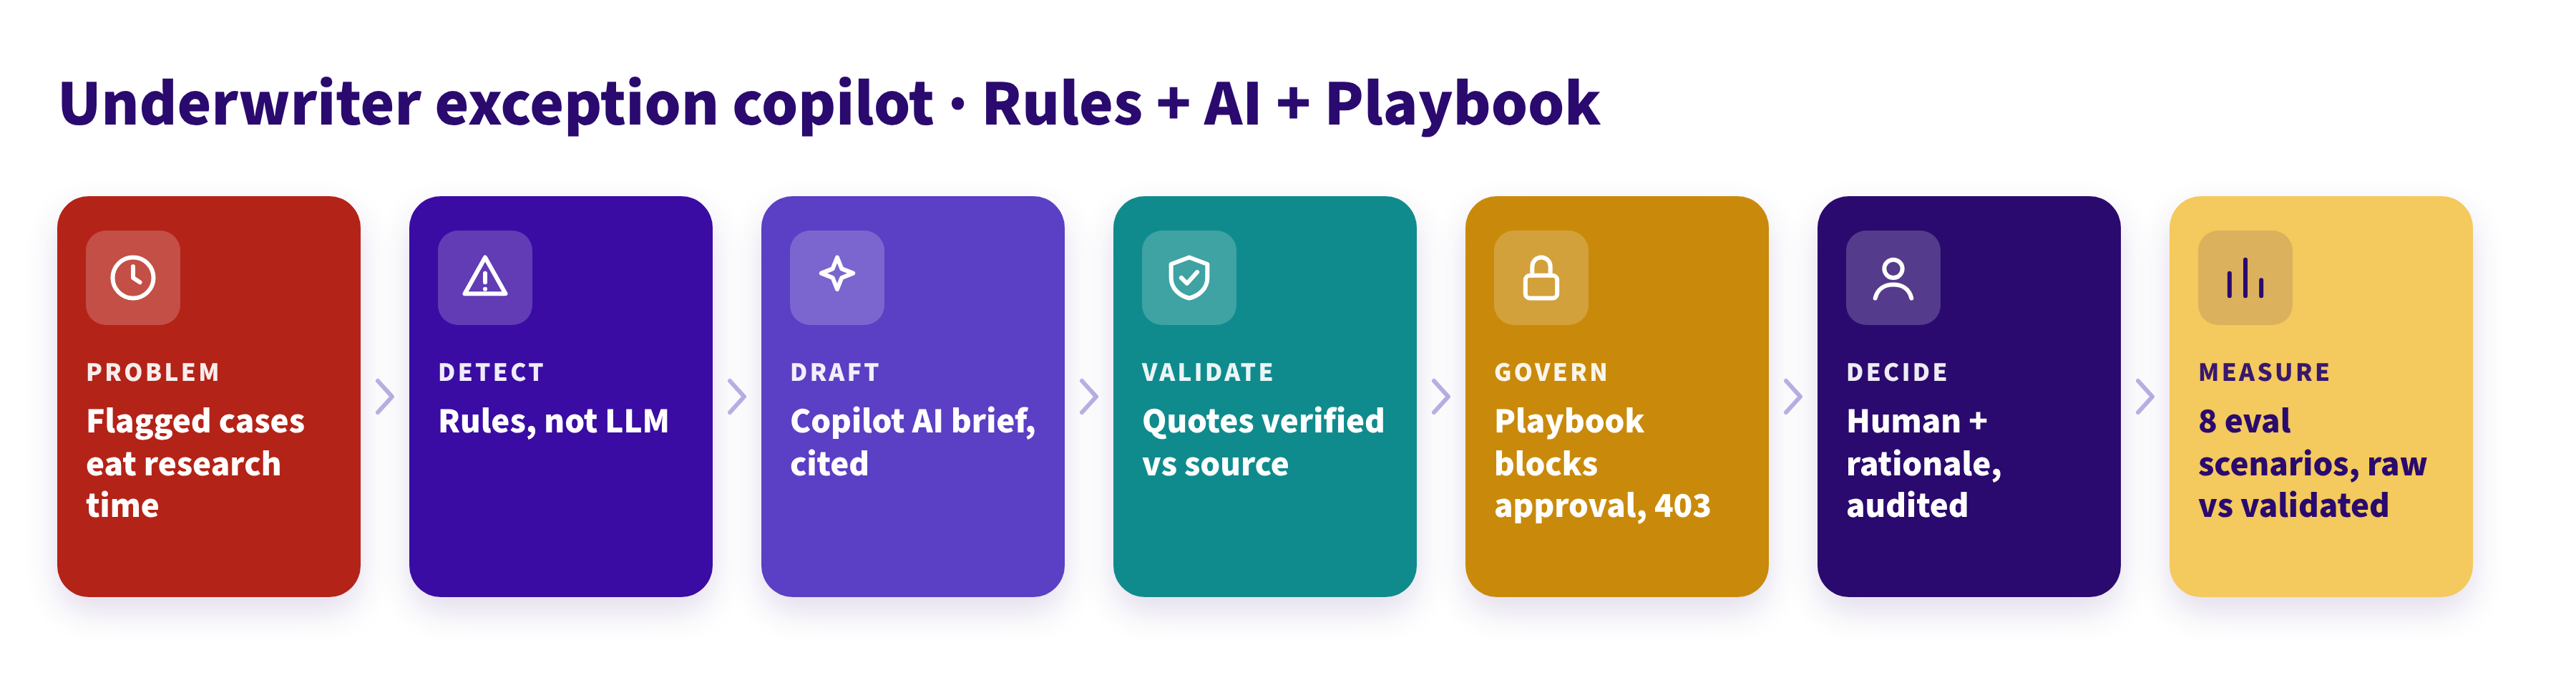 Underwriter exception copilot · Rules + AI + Playbook
PROBLEM
Flagged cases
eat research
time
DETECT
Rules, not LLM
DRAFT
Copilot AI brief,
cited
VALIDATE
Quotes verified
vs source
GOVERN
Playbook
blocks
approval, 403
DECIDE
Human +
rationale,
audited
MEASURE
8 eval
scenarios, raw
vs validated